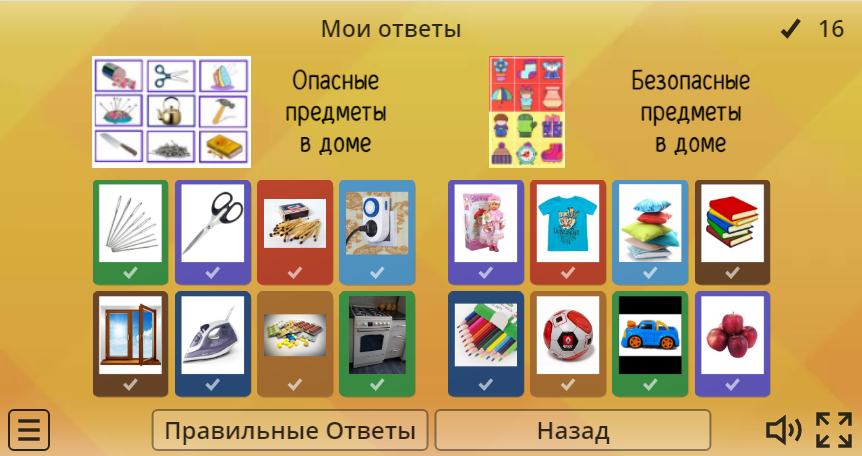 Мои ответы
16
Опасные
предметы
в доме
Безопасные
предметы
в доме
Правильные Ответы
Назад